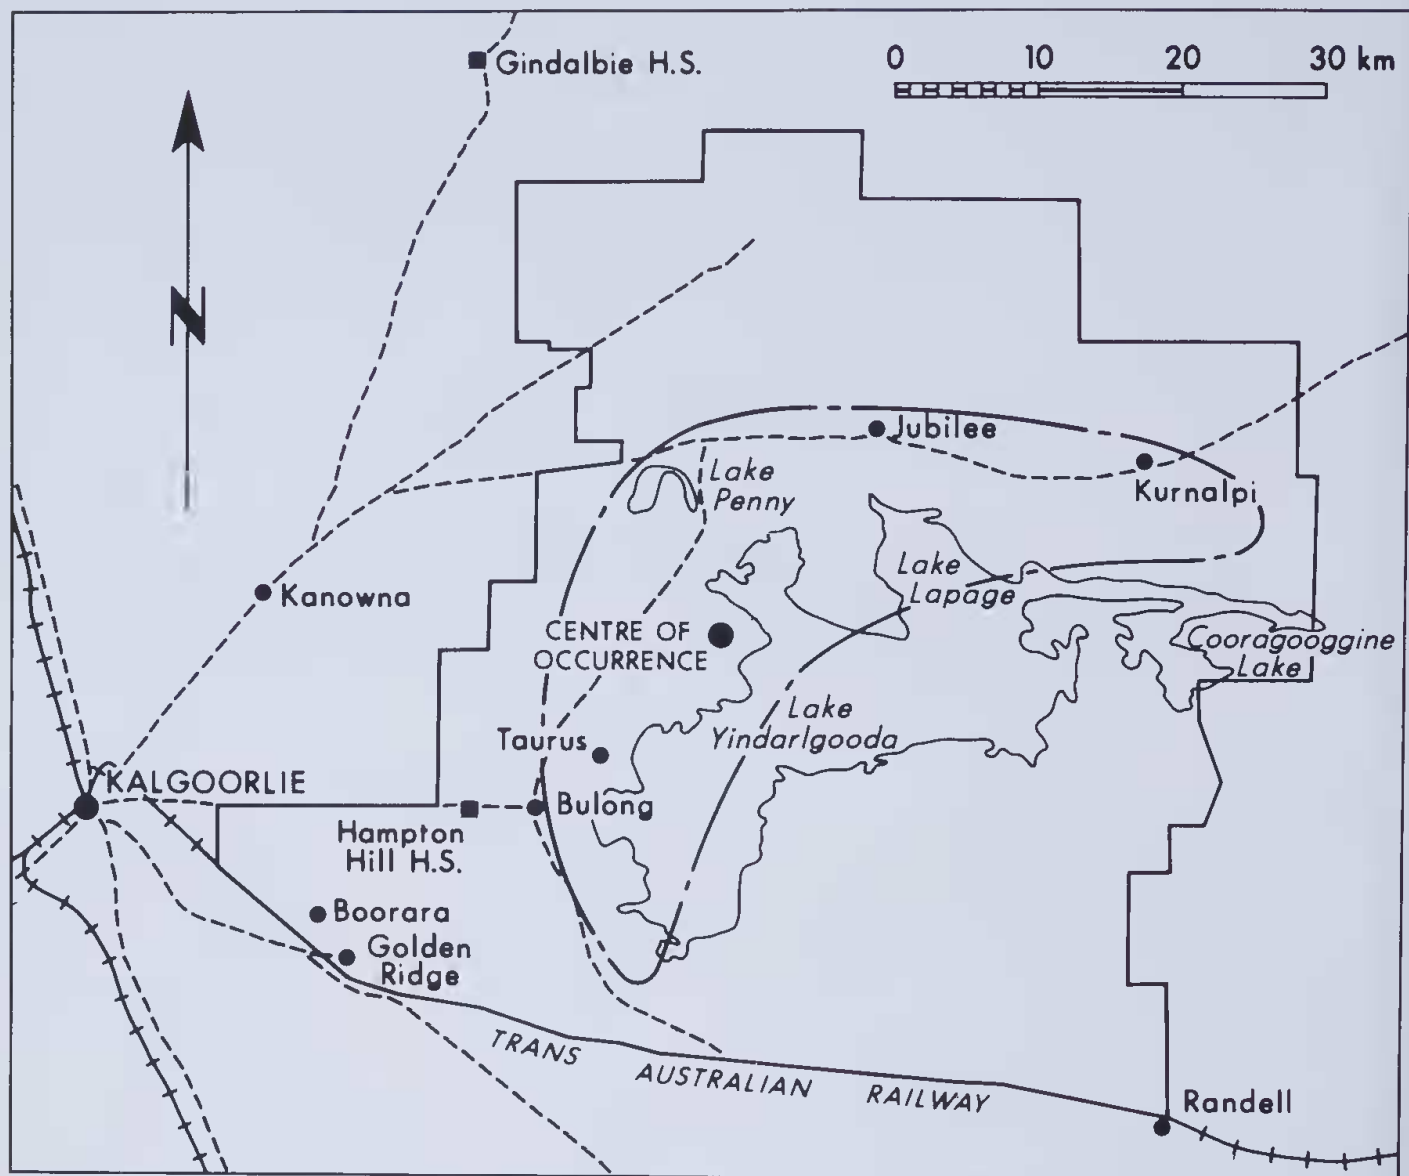 Gindalbie H.S.
0 10 20 30 km
N
Jubilee
Lake
Penny
Kurnalpi
Kanowna
Lake
Lapage
CENTRE OF
OCCURRENCE
Cooragooggine
Lake
Lake
Yindarlgooda
Taurus
KALGOORLIE
Bulong
Hampton
Hill H.S.
Boorara
Golden
Ridge
TRANS AUSTRALIAN RAILWAY
Randell